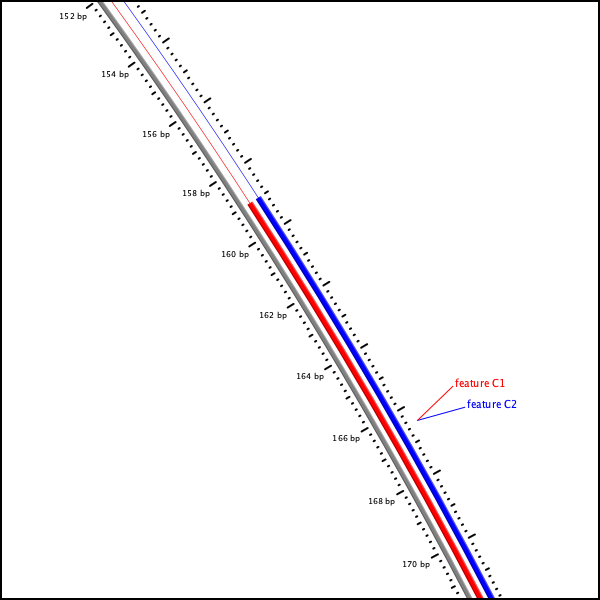 152 bp
154 bp
156 bp
158 bp
160 bp
162 bp
164 bp
feature C1
feature C2
166 bp
168 bp
170 bp